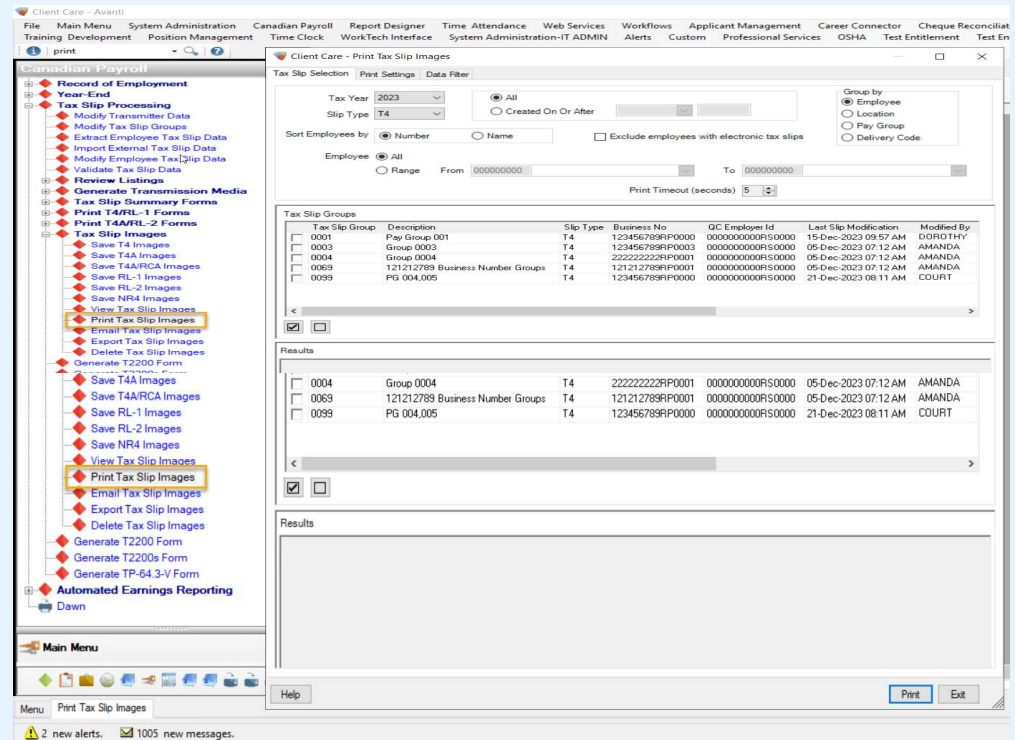 Client Care - Avanti
File Main Menu System Administration Canadian Payroll Report Designer Time Attendance Web Services Workflows Applicant Management Career Connector Cheque Reconciliat
Training Development Position Management Time Clock WorkTech Interface System Administration-IT ADMIN Alerts Custom Professional Services OSHA Test Entitlement Test En
print
Canadian Payroll
Record of Employment
Year-End
Tax Slip Processing
Modify Transmitter Data
Modify Tax Slip Groups
Extract Employee Tax Slip Data
Import External Tax Slip Data
Modify Employee Tax Slip Data
Validate Tax Slip Data
Review Listings
Generate Transmission Media
Tax Slip Summary Forms
Print T4/RL-1 Forms
Print T4A/RL-2 Forms
Tax Slip Images
Save T4 Images
Save T4A Images
Save T4A/RCA Images
Save RL-1 Images
Save RL-2 Images
Save NR4 Images
View Tax Slip Images
Print Tax Slip Images
Email Tax Slip Images
Export Tax Slip Images
Delete Tax Slip Images
Generate T2200 Form
Save T4A Images
Save T4A/RCA Images
Save RL-1 Images
Save RL-2 Images
Save NR4 Images
View Tax Slip Images
Print Tax Slip Images
Email Tax Slip Images
Export Tax Slip Images
Delete Tax Slip Images
Generate T2200 Form
Generate T2200s Form
Generate TP-64.3-V Form
Automated Earnings Reporting
Dawn
Main Menu
Menu Print Tax Slip Images
2 new alerts. 1005 new messages.
Client Care - Print Tax Slip Images
Tax Slip Selection Print Settings Data Filter
Tax Year 2023
Slip Type T4
All
Created On Or After
Group by
Employee
Location
Pay Group
Delivery Code
Sort Employees by Number Name Exclude employees with electronic tax slips
Employee All
Range From 000000000 To 000000000
Print Timeout (seconds) 5
Tax Slip Groups
Tax Slip Group Description Slip Type Business No QC Employer Id Last Slip Modification Modified By
0001 Pay Group 001 T4 123456789RP0000 0000000000RS0000 15-Dec-2023 09:57 AM DOROTHY
0003 Group 0003 T4 123456789RP0003 0000000000RS0000 05-Dec-2023 07:12 AM AMANDA
0004 Group 0004 T4 222222222RP0001 0000000000RS0000 05-Dec-2023 07:12 AM AMANDA
0069 121212789 Business Number Groups T4 121212789RP0001 0000000000RS0000 05-Dec-2023 07:12 AM AMANDA
0099 PG 004,005 T4 123456789RP0000 0000000000RS0000 21-Dec-2023 08:11 AM COURT
Results
0004 Group 0004 T4 222222222RP0001 0000000000RS0000 05-Dec-2023 07:12 AM AMANDA
0069 121212789 Business Number Groups T4 121212789RP0001 0000000000RS0000 05-Dec-2023 07:12 AM AMANDA
0099 PG 004,005 T4 123456789RP0000 0000000000RS0000 21-Dec-2023 08:11 AM COURT
Results
Help Print Exit